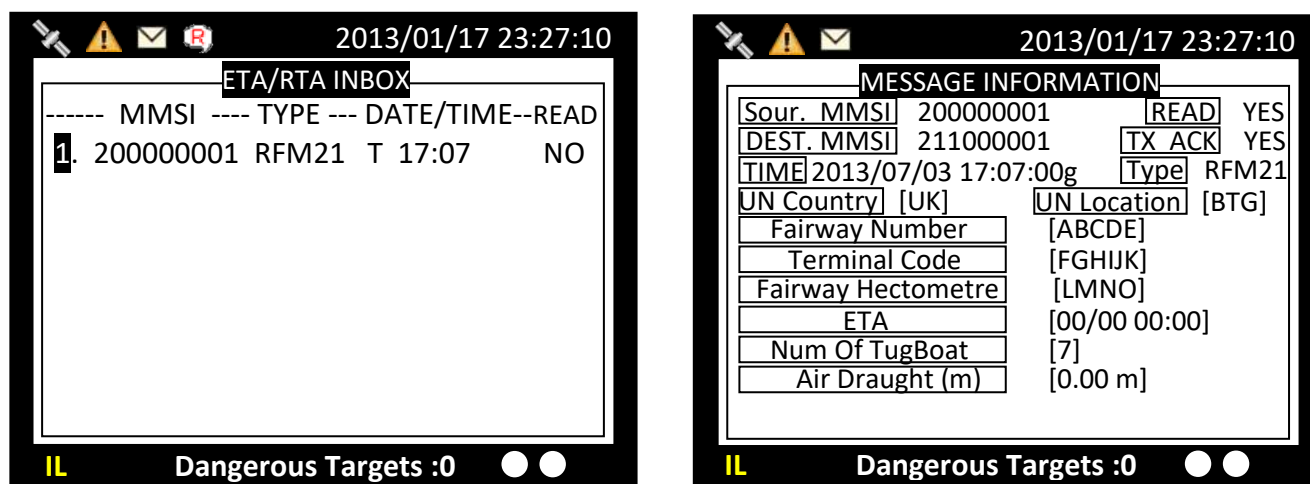 R 2013/01/17 23:27:10
ETA/RTA INBOX
------ MMSI ---- TYPE --- DATE/TIME--READ
1. 200000001 RFM21 T 17:07 NO
IL Dangerous Targets :0
2013/01/17 23:27:10
MESSAGE INFORMATION
Sour. MMSI 200000001 READ YES
DEST. MMSI 211000001 TX ACK YES
TIME 2013/07/03 17:07:00g Type RFM21
UN Country [UK] UN Location [BTG]
Fairway Number [ABCDE]
Terminal Code [FGHIJK]
Fairway Hectometre [LMNO]
ETA [00/00 00:00]
Num Of TugBoat [7]
Air Draught (m) [0.00 m]
IL Dangerous Targets :0